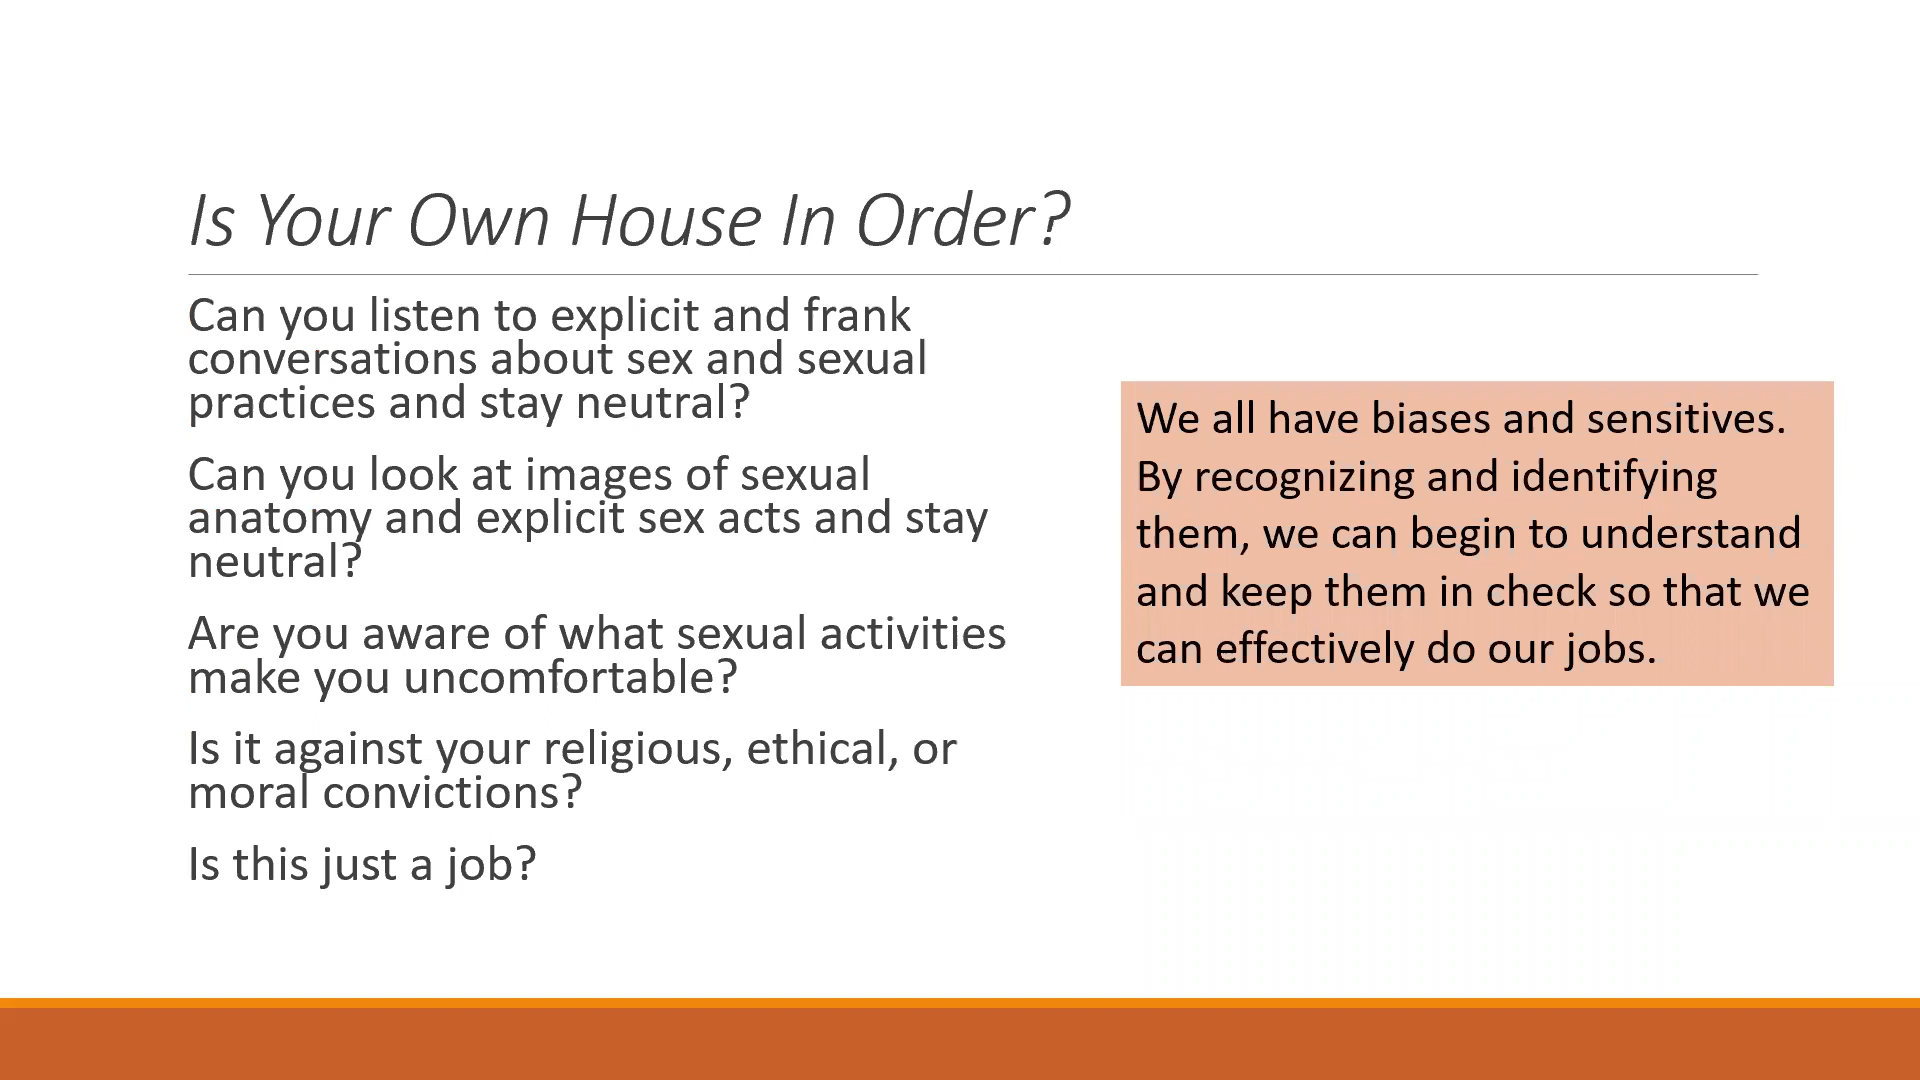 Is Your Own House In Order?
Can you listen to explicit and frank
conversations about sex and sexual
practices and stay neutral?
Can you look at images of sexual
anatomy and explicit sex acts and stay
neutral?
Are you aware of what sexual activities
make you uncomfortable?
Is it against your religious, ethical, or
moral convictions?
Is this just a job?
We all have biases and sensitives.
By recognizing and identifying
them, we can begin to understand
and keep them in check so that we
can effectively do our jobs.